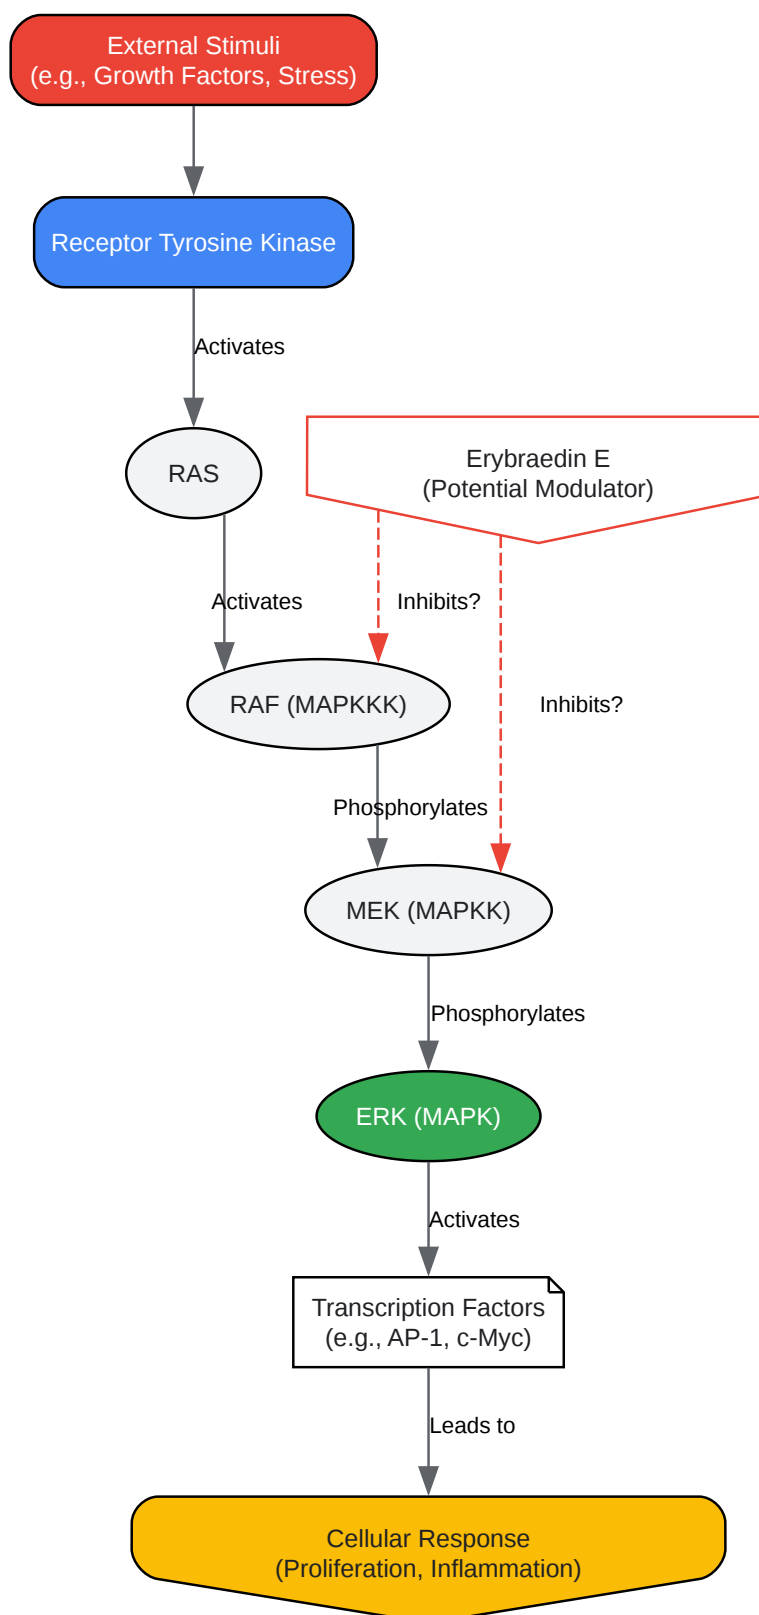 External Stimuli
(e.g., Growth Factors, Stress)
Receptor Tyrosine Kinase
Activates
RAS
Erybraedin E
(Potential Modulator)
Activates
Inhibits?
RAF (MAPKKK)
Inhibits?
Phosphorylates
MEK (MAPKK)
Phosphorylates
ERK (MAPK)
Activates
Transcription Factors
(e.g., AP-1, c-Myc)
Leads to
Cellular Response
(Proliferation, Inflammation)